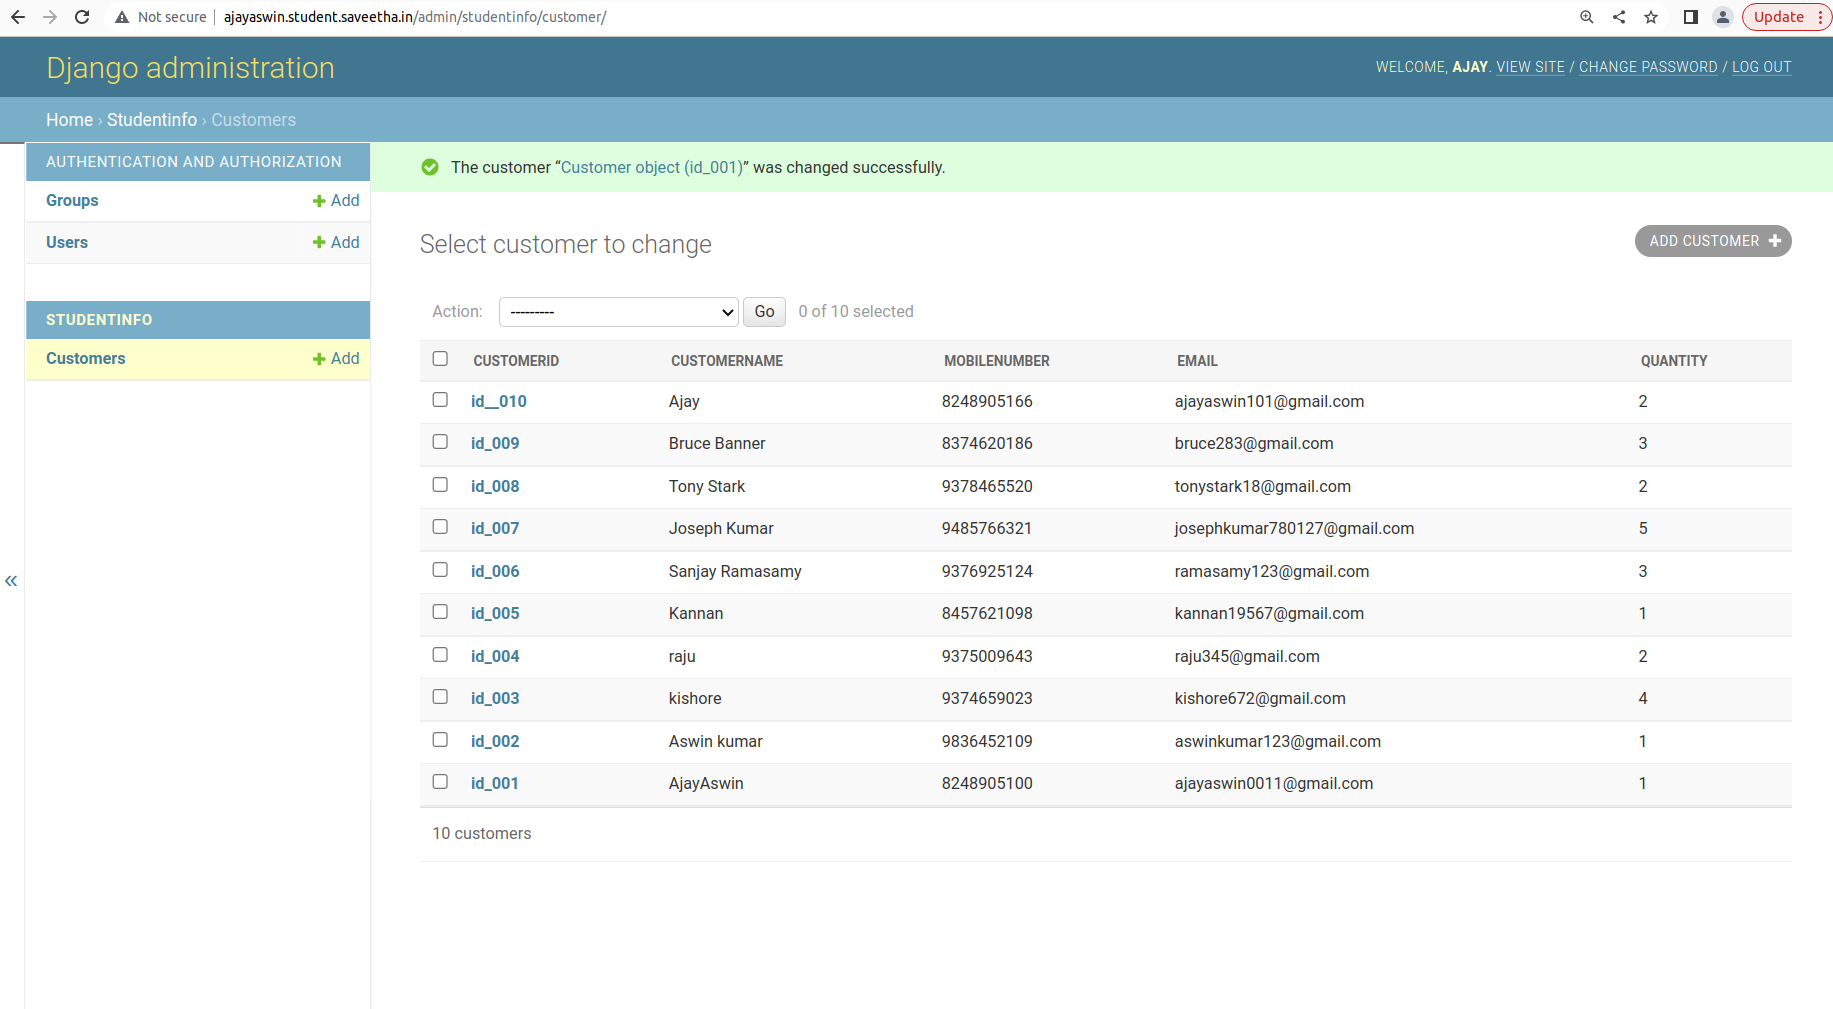 Not secure | ajayaswin.student.saveetha.in/admin/studentinfo/customer/ Update
Django administration
WELCOME, AJAY. VIEW SITE / CHANGE PASSWORD / LOG OUT
Home › Studentinfo › Customers
AUTHENTICATION AND AUTHORIZATION
Groups + Add
Users + Add
STUDENTINFO
Customers + Add
«
The customer “Customer object (id_001)” was changed successfully.
Select customer to change
ADD CUSTOMER +
Action: --------- Go 0 of 10 selected
CUSTOMERID CUSTOMERNAME MOBILENUMBER EMAIL QUANTITY
id__010 Ajay 8248905166 ajayaswin101@gmail.com 2
id_009 Bruce Banner 8374620186 bruce283@gmail.com 3
id_008 Tony Stark 9378465520 tonystark18@gmail.com 2
id_007 Joseph Kumar 9485766321 josephkumar780127@gmail.com 5
id_006 Sanjay Ramasamy 9376925124 ramasamy123@gmail.com 3
id_005 Kannan 8457621098 kannan19567@gmail.com 1
id_004 raju 9375009643 raju345@gmail.com 2
id_003 kishore 9374659023 kishore672@gmail.com 4
id_002 Aswin kumar 9836452109 aswinkumar123@gmail.com 1
id_001 AjayAswin 8248905100 ajayaswin0011@gmail.com 1
10 customers